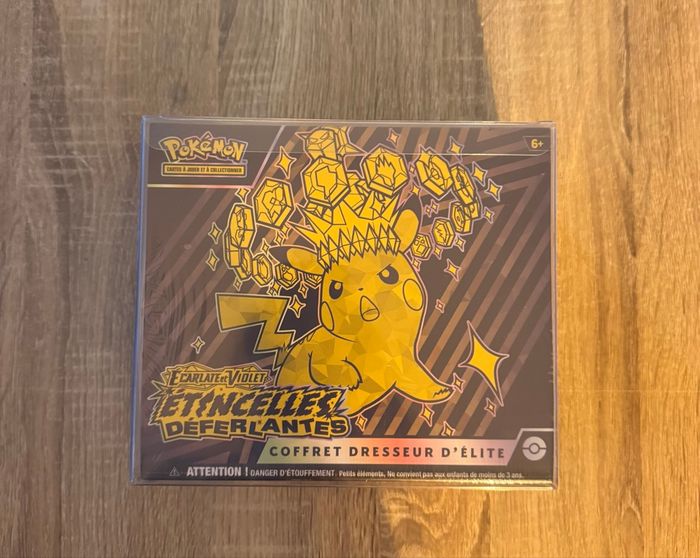 POKéMON
CARTES À JOUER ET À COLLECTIONNER
6+
ÉCARLATE ET VIOLET
ÉTINCELLES
DÉFERLANTES
COFFRET DRESSEUR D'ÉLITE
ATTENTION ! DANGER D'ÉTOUFFEMENT. Petits éléments. Ne convient pas aux enfants de moins de 3 ans.